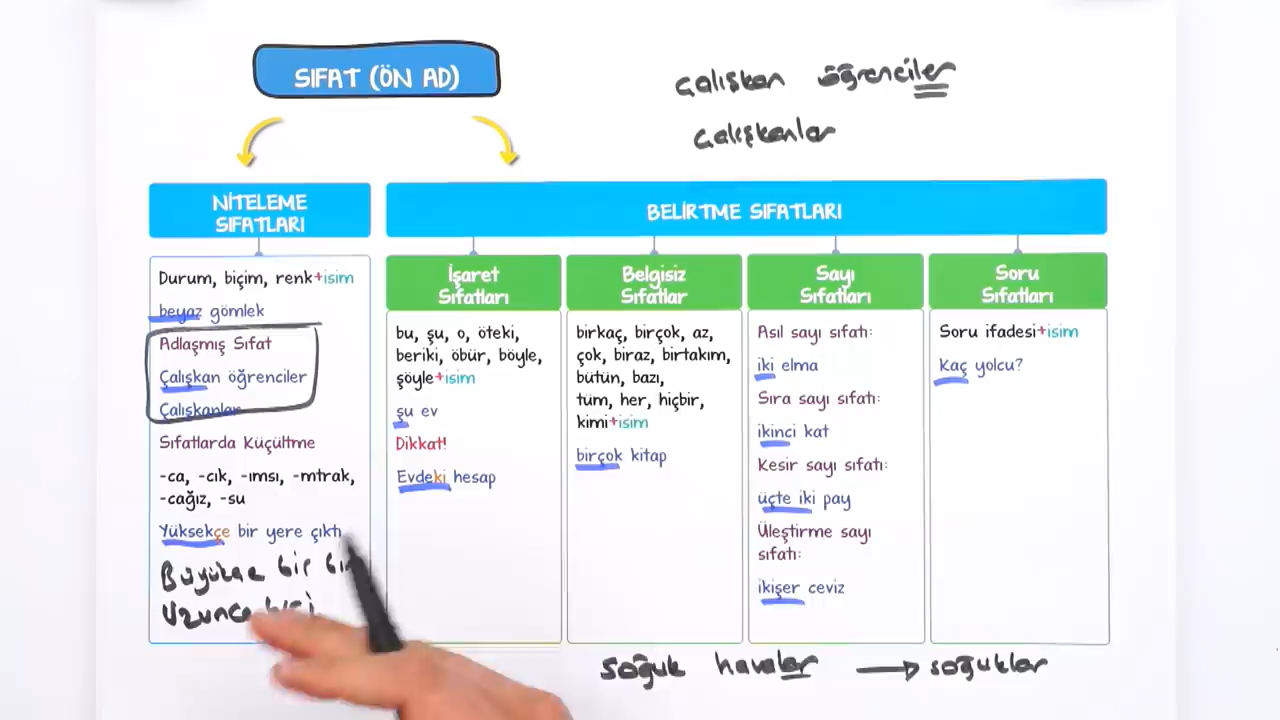 SIFAT (ÖN AD)
çalışkan öğrenciler
çalışkanlar
NİTELEME
SIFATLARI
BELİRTME SIFATLARI
Durum, biçim, renk+isim
beyaz gömlek
Adlaşmış Sıfat
Çalışkan öğrenciler
Çalışkanlar
Sıfatlarda Küçültme
-ca, -cık, -ımsı, -mtrak,
-cağız, -su
Yüksekçe bir yere çıktı
Büyükçe bir
Uzunca
İşaret
Sıfatları
bu, şu, o, öteki,
beriki, öbür, böyle,
şöyle+isim
şu ev
Dikkat!
Evdeki hesap
Belgisiz
Sıfatlar
birkaç, birçok, az,
çok, biraz, birtakım,
bütün, bazı,
tüm, her, hiçbir,
kimi+isim
birçok kitap
Sayı
Sıfatları
Asıl sayı sıfatı:
iki elma
Sıra sayı sıfatı:
ikinci kat
Kesir sayı sıfatı:
üçte iki pay
Üleştirme sayı
sıfatı:
ikişer ceviz
Soru
Sıfatları
Soru ifadesi+isim
Kaç yolcu?
soğuk havalar → soğuklar